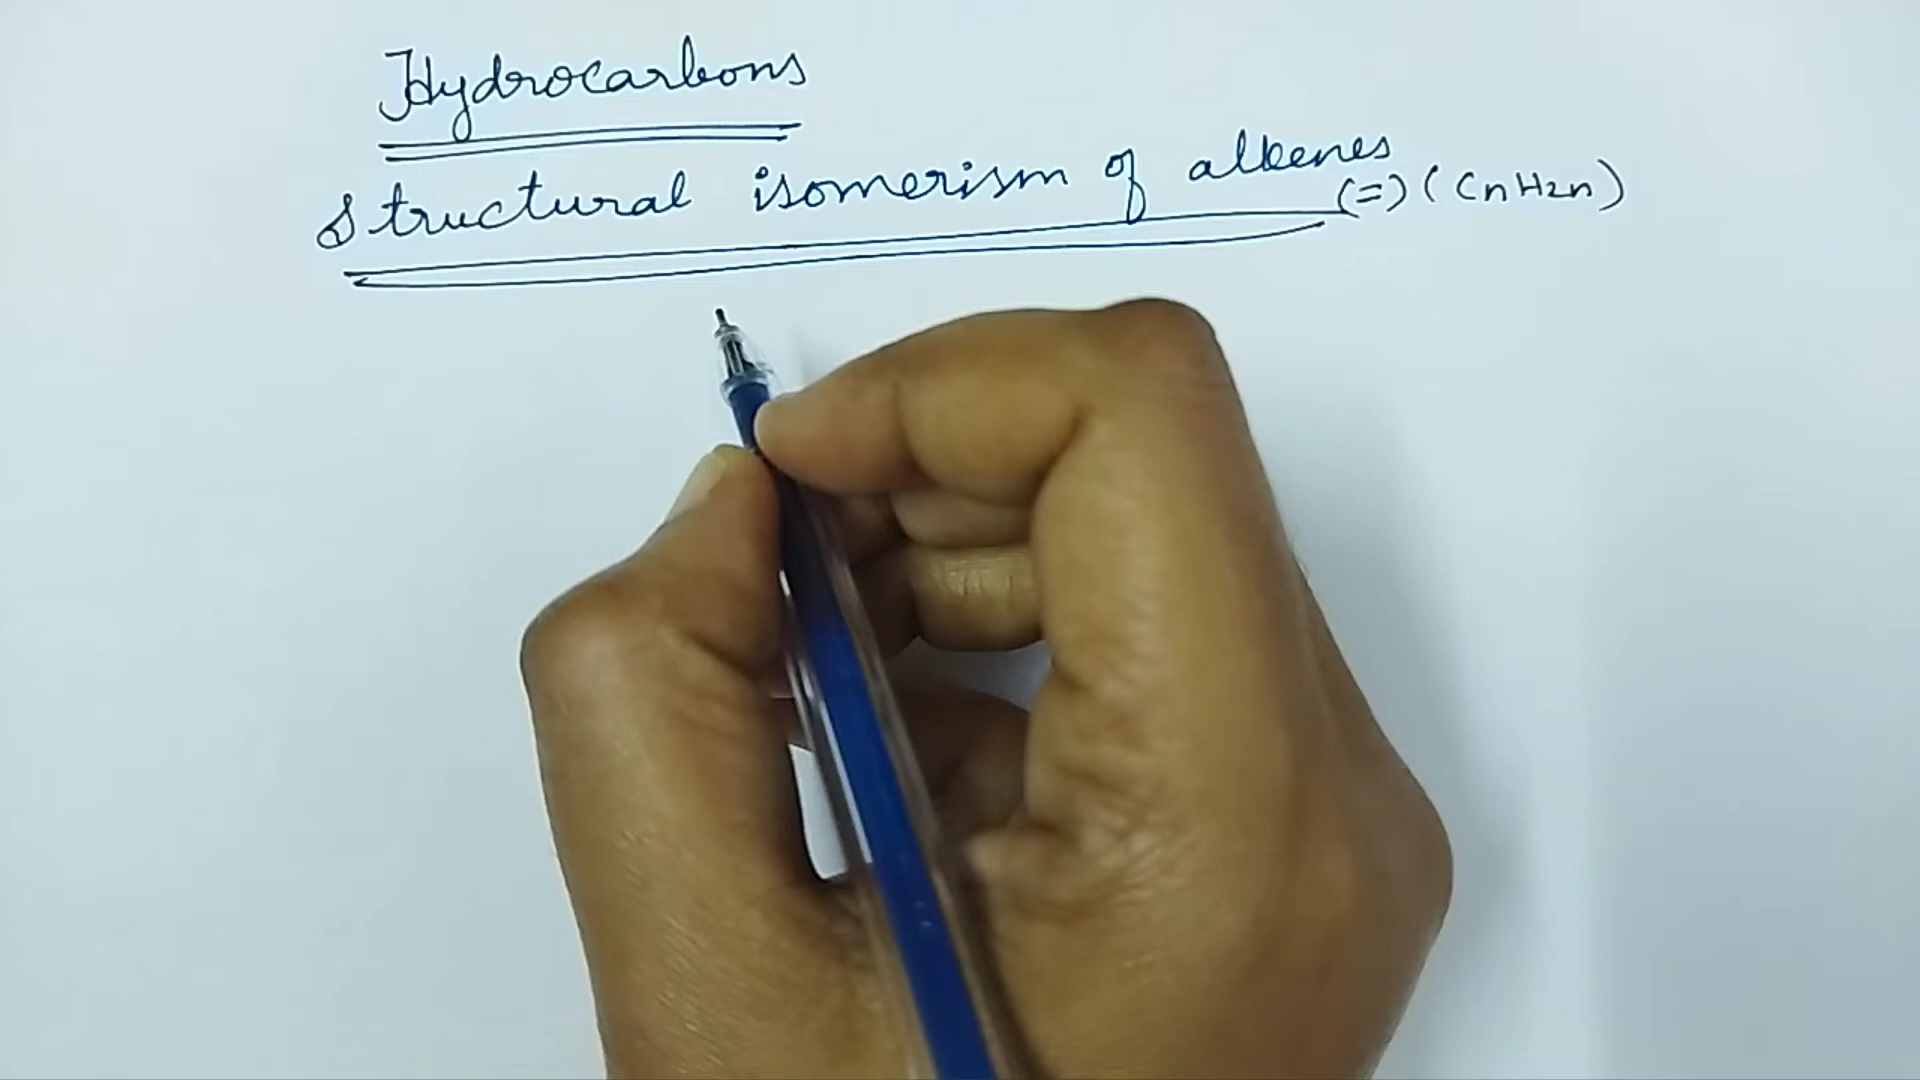 Hydrocarbons
Structural isomerism of alkenes
(=) (CnH2n)